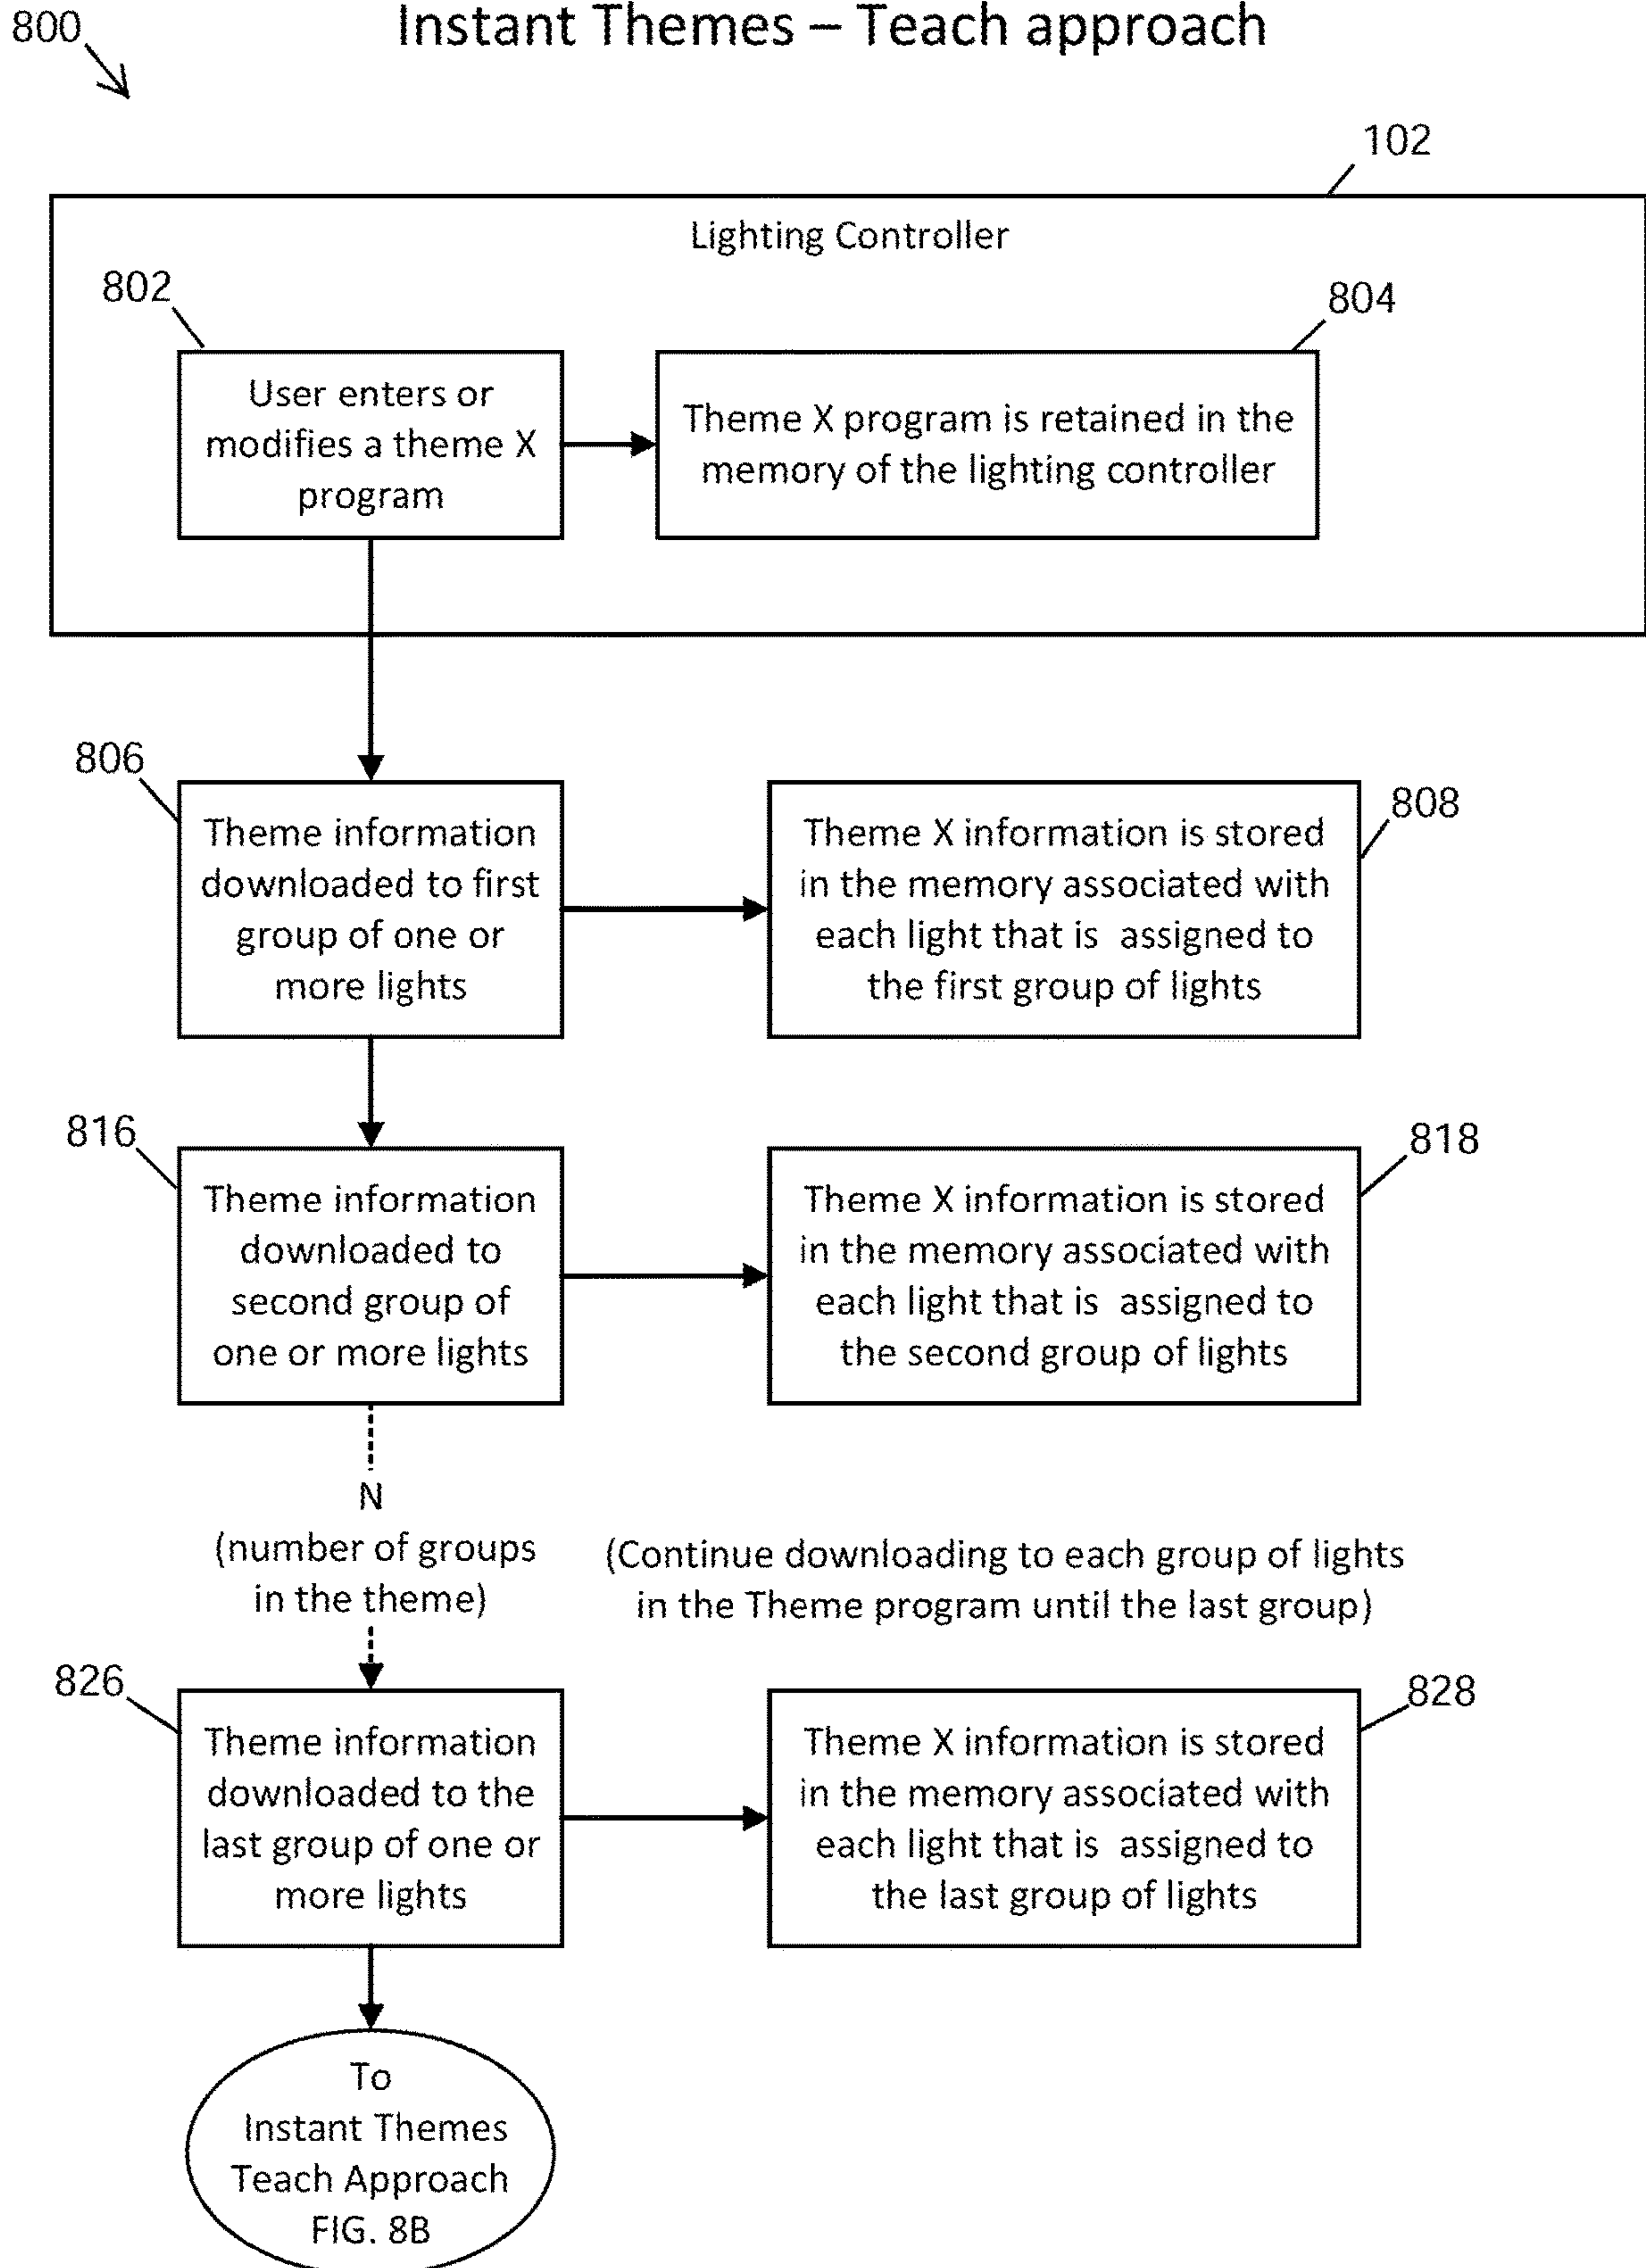 800
Instant Themes – Teach approach
102
Lighting Controller
802
804
User enters or
modifies a theme X
program
Theme X program is retained in the
memory of the lighting controller
806
808
Theme information
downloaded to first
group of one or
more lights
Theme X information is stored
in the memory associated with
each light that is assigned to
the first group of lights
816
818
Theme information
downloaded to
second group of
one or more lights
Theme X information is stored
in the memory associated with
each light that is assigned to
the second group of lights
N
(number of groups
in the theme)
(Continue downloading to each group of lights
in the Theme program until the last group)
826
828
Theme information
downloaded to the
last group of one or
more lights
Theme X information is stored
in the memory associated with
each light that is assigned to
the last group of lights
To
Instant Themes
Teach Approach
FIG. 8B